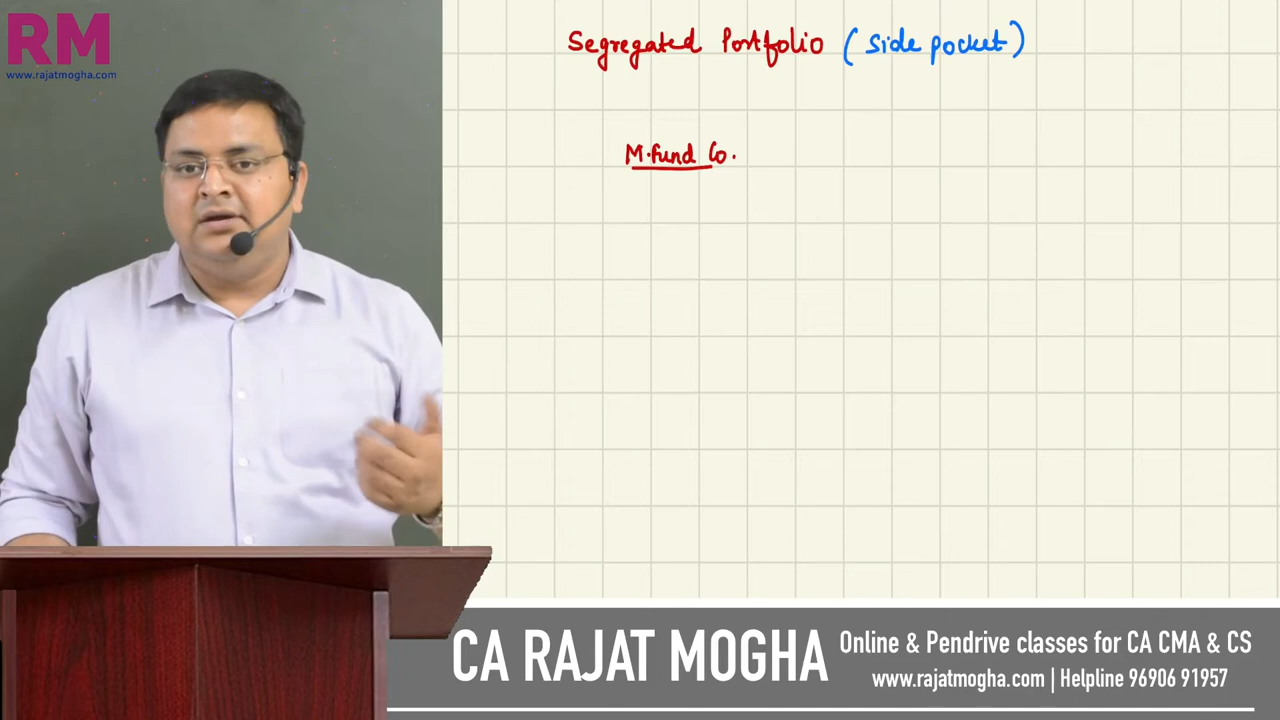 RM
www.rajatmogha.com
Segregated Portfolio (side pocket)
M.Fund Co.
CA RAJAT MOGHA
Online & Pendrive classes for CA CMA & CS
www.rajatmogha.com | Helpline 96906 91957